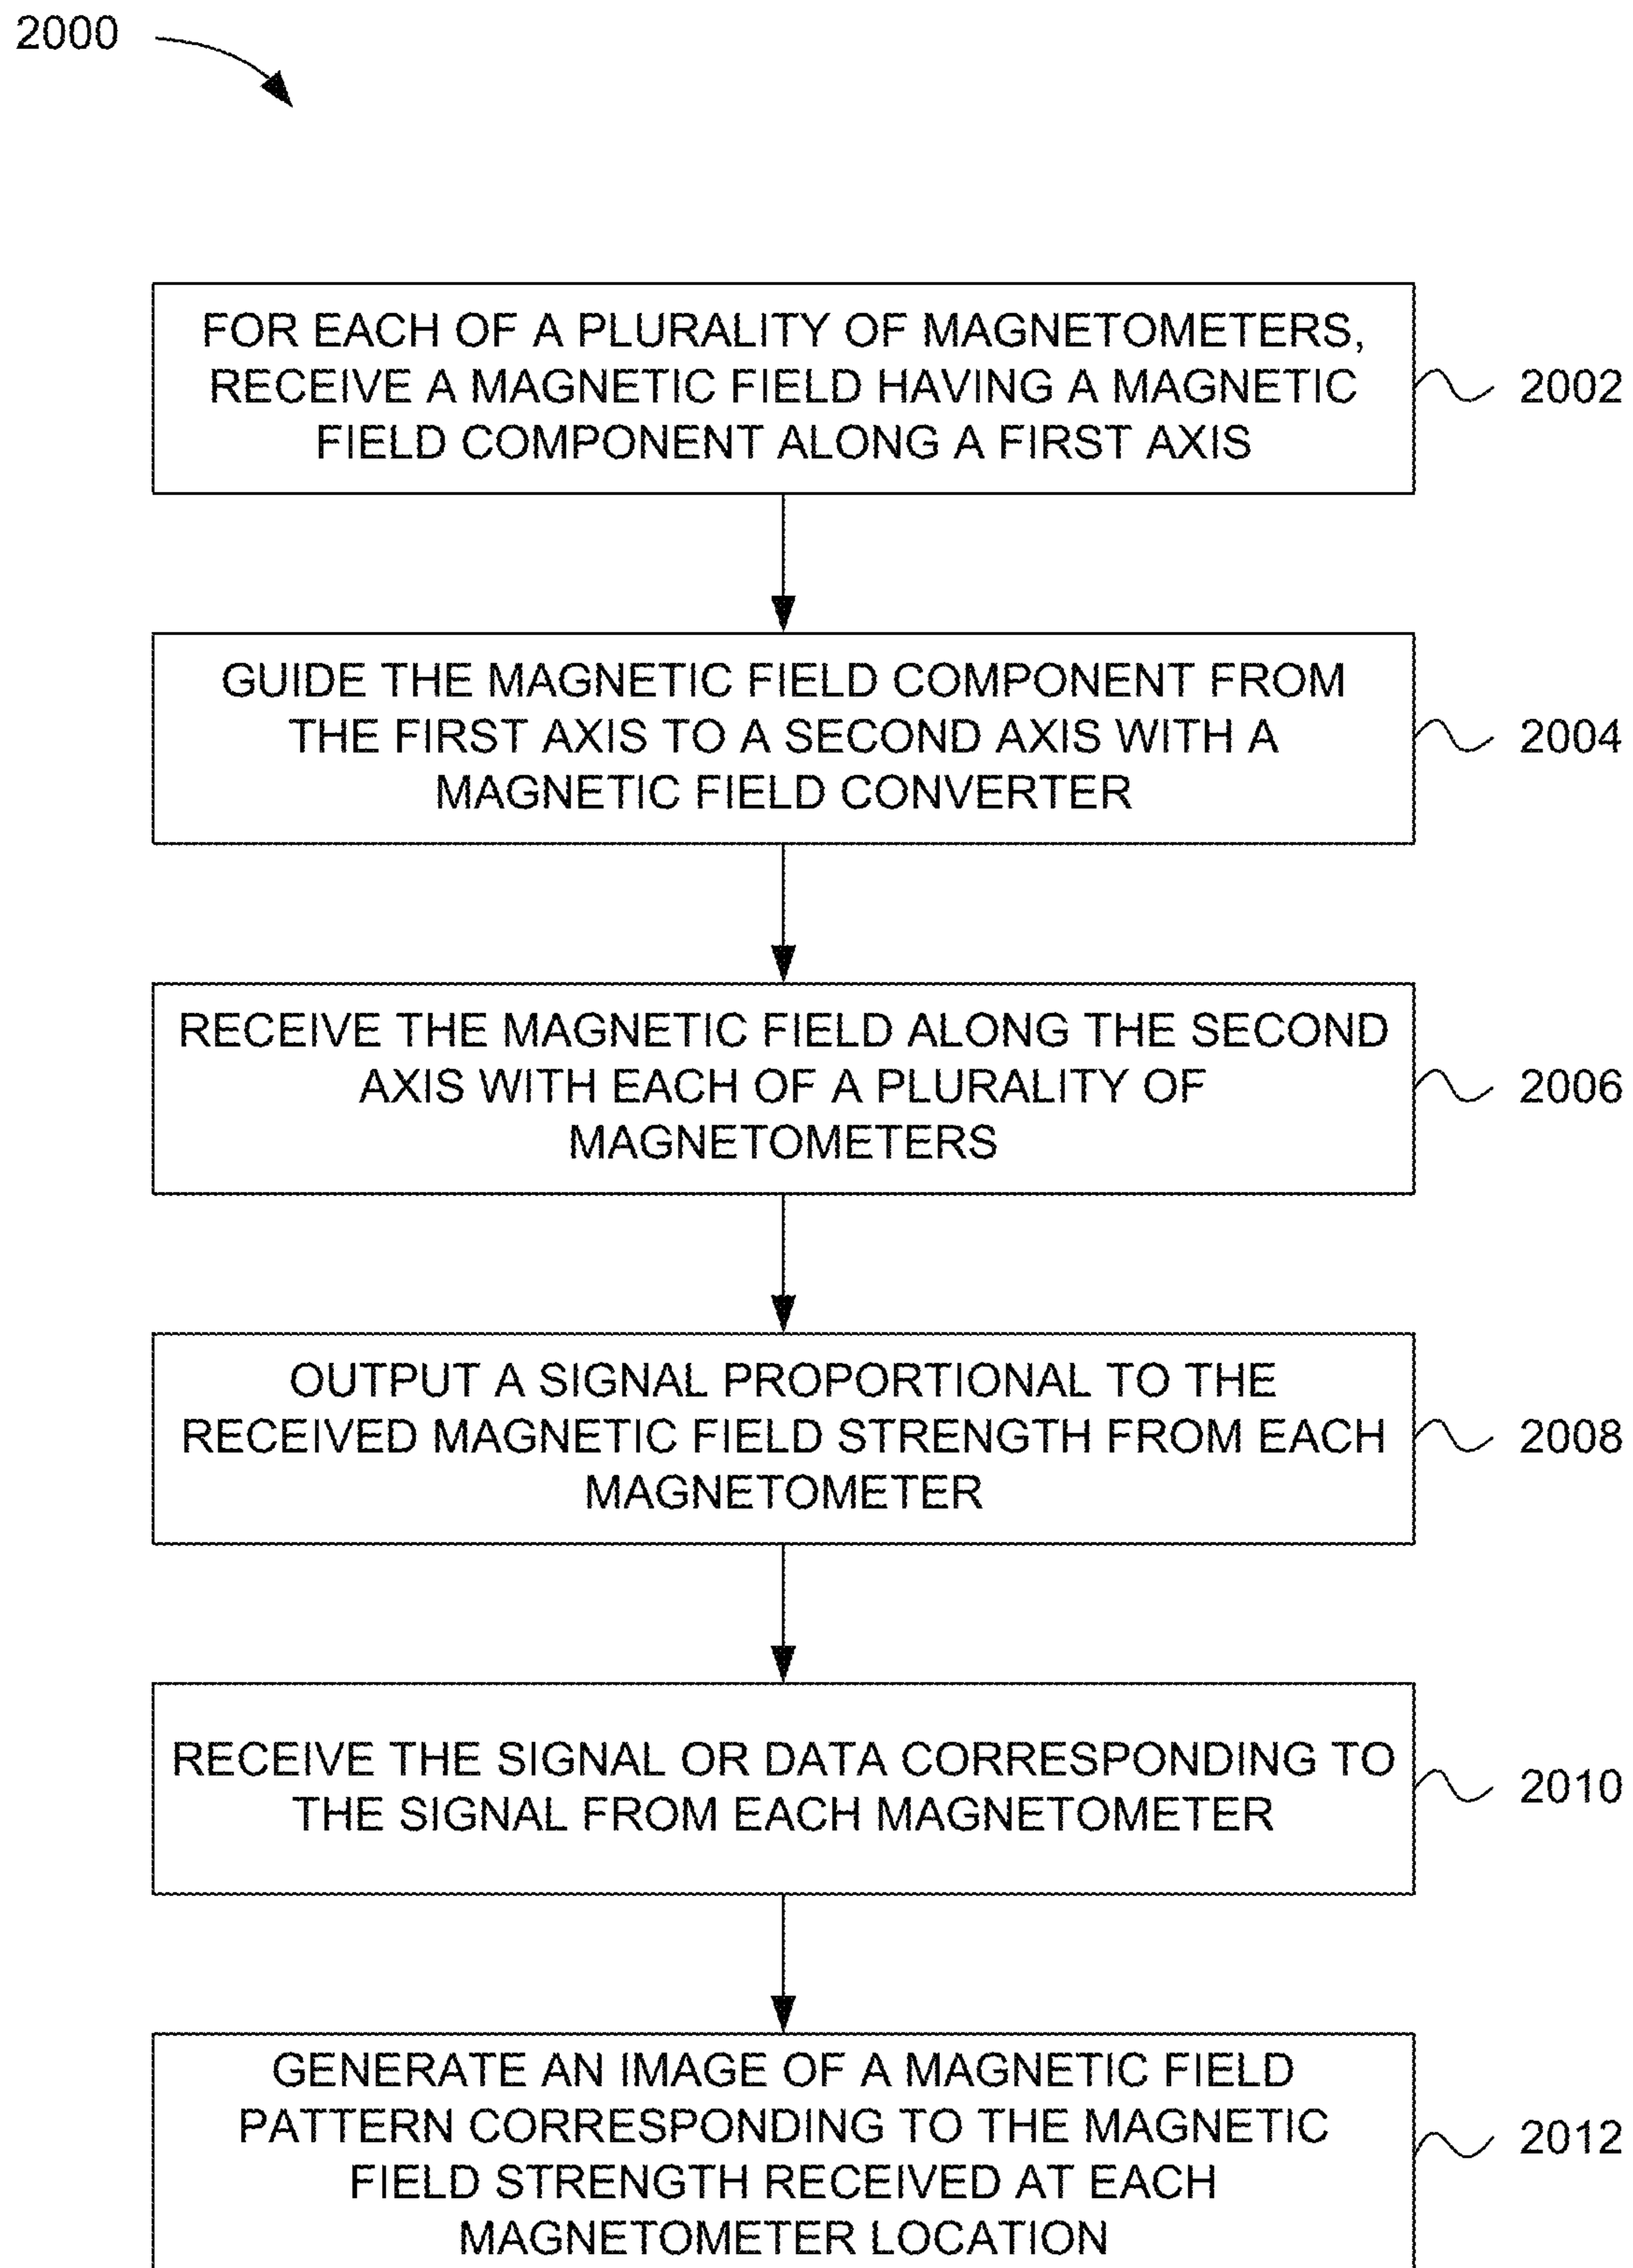 2000
FOR EACH OF A PLURALITY OF MAGNETOMETERS,
RECEIVE A MAGNETIC FIELD HAVING A MAGNETIC
FIELD COMPONENT ALONG A FIRST AXIS
2002
GUIDE THE MAGNETIC FIELD COMPONENT FROM
THE FIRST AXIS TO A SECOND AXIS WITH A
MAGNETIC FIELD CONVERTER
2004
RECEIVE THE MAGNETIC FIELD ALONG THE SECOND
AXIS WITH EACH OF A PLURALITY OF
MAGNETOMETERS
2006
OUTPUT A SIGNAL PROPORTIONAL TO THE
RECEIVED MAGNETIC FIELD STRENGTH FROM EACH
MAGNETOMETER
2008
RECEIVE THE SIGNAL OR DATA CORRESPONDING TO
THE SIGNAL FROM EACH MAGNETOMETER
2010
GENERATE AN IMAGE OF A MAGNETIC FIELD
PATTERN CORRESPONDING TO THE MAGNETIC
FIELD STRENGTH RECEIVED AT EACH
MAGNETOMETER LOCATION
2012